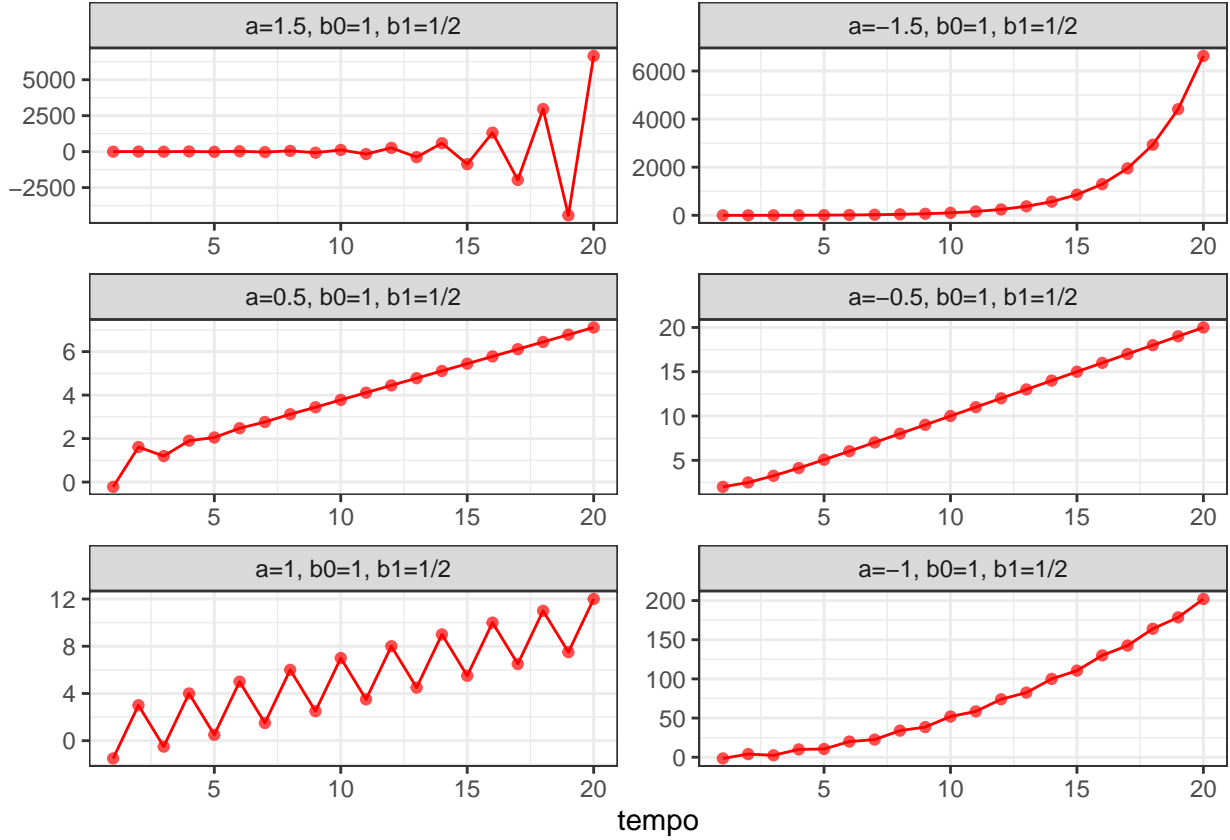 a=1.5, b0=1, b1=1/2
a=−1.5, b0=1, b1=1/2
5000
2500
0
−2500
5 10 15 20
6000
4000
2000
0
5 10 15 20
a=0.5, b0=1, b1=1/2
a=−0.5, b0=1, b1=1/2
6
4
2
0
5 10 15 20
20
15
10
5
5 10 15 20
a=1, b0=1, b1=1/2
a=−1, b0=1, b1=1/2
12
8
4
0
5 10 15 20
200
150
100
50
0
5 10 15 20
tempo